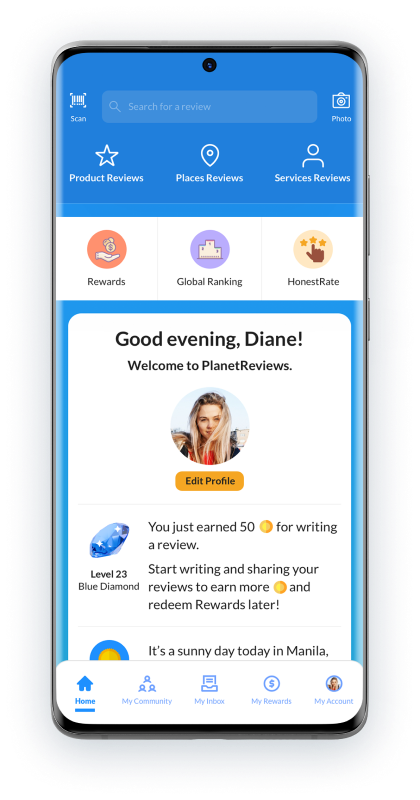 Search for a review
Scan
Photo
Product Reviews
Places Reviews
Services Reviews
Rewards
Global Ranking
HonestRate
Good evening, Diane!
Welcome to PlanetReviews.
Edit Profile
You just earned 50 for writing
a review.
Start writing and sharing your
reviews to earn more and
redeem Rewards later!
Level 23
Blue Diamond
It's a sunny day today in Manila,
Home
My Community
My Inbox
My Rewards
My Account